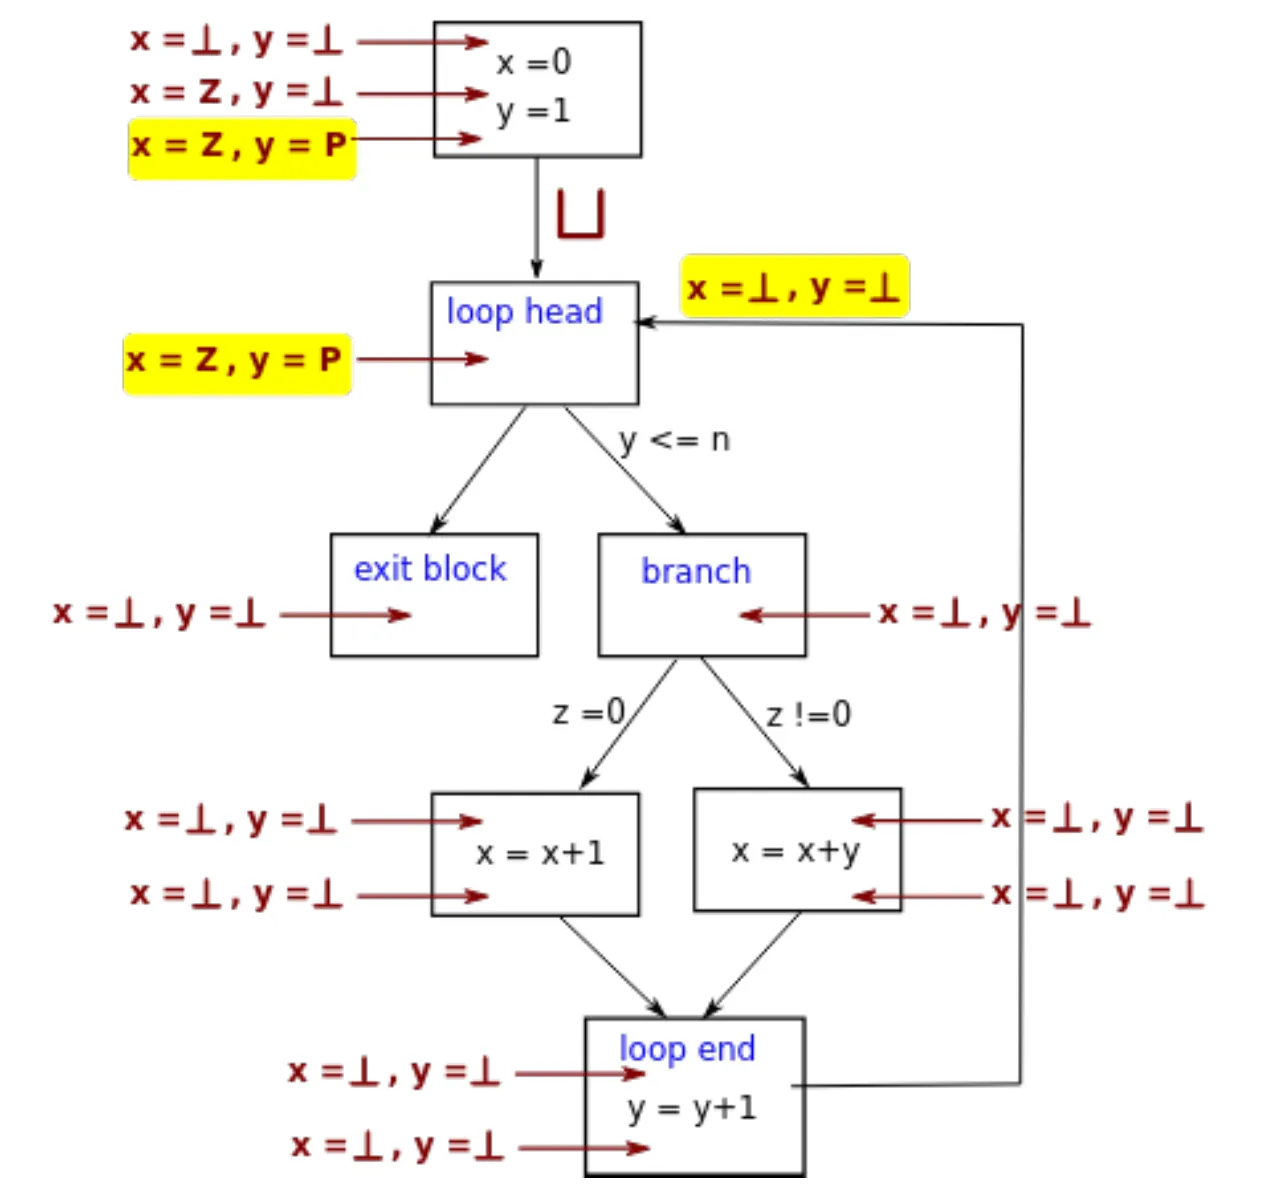 x =⊥, y =⊥
x = Z, y =⊥
x = Z, y = P
x =0
y =1
⊔
x =⊥, y =⊥
loop head
x = Z, y = P
y <= n
exit block
branch
x =⊥, y =⊥
x =⊥, y =⊥
z =0
z !=0
x =⊥, y =⊥
x = x+1
x =⊥, y =⊥
x =⊥, y =⊥
x = x+y
x =⊥, y =⊥
loop end
x =⊥, y =⊥
y = y+1
x =⊥, y =⊥